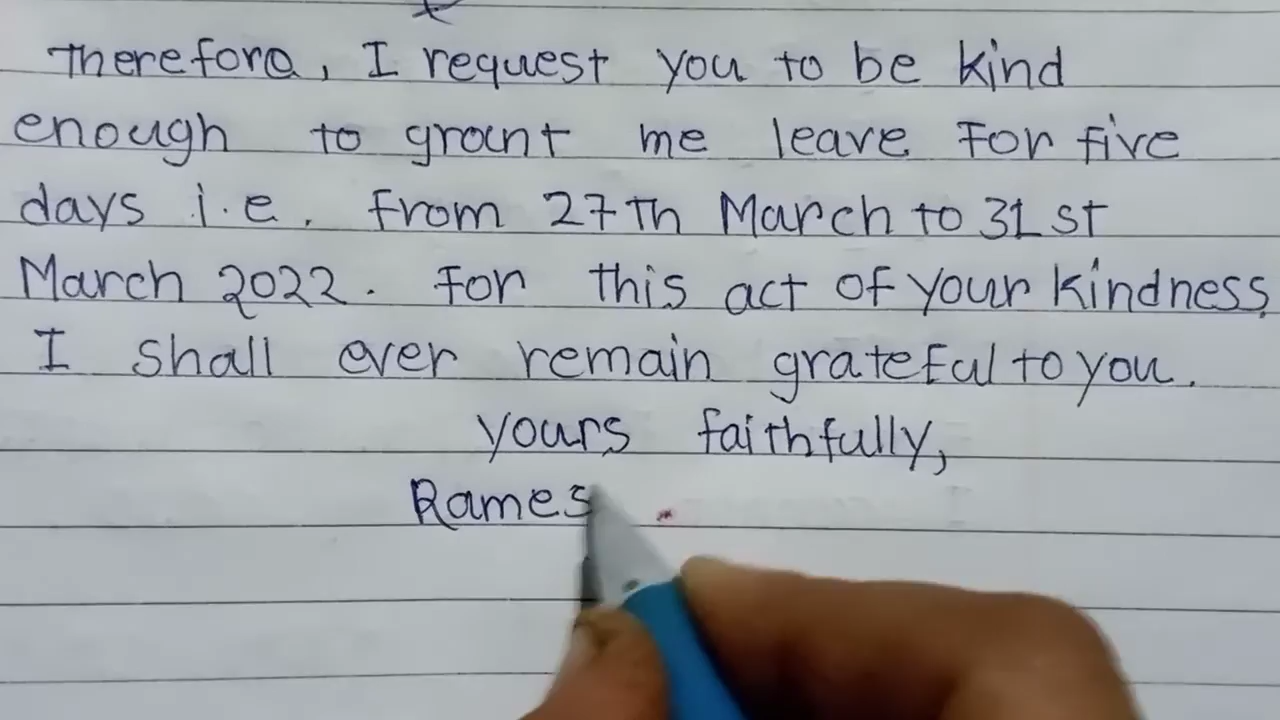 Therefore, I request you to be kind
enough to grant me leave for five
days i.e. from 27th March to 31st
March 2022. For this act of your kindness,
I shall ever remain grateful to you.
Yours faithfully,
Rames